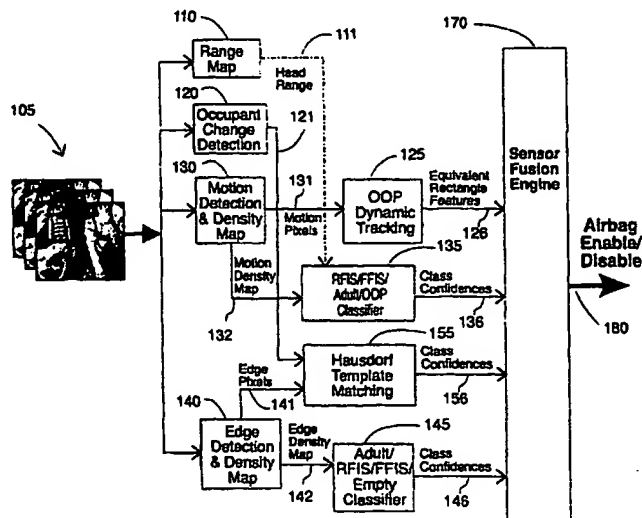 110
Range
Map
111
Head
Range
170
105
120
Occupant
Change
Detection
121
130
Motion
Detection
& Density
Map
131
Motion
Pixels
125
OOP
Dynamic
Tracking
Equivalent
Rectangle
Features
126
Sensor
Fusion
Engine
Airbag
Enable/
Disable
180
Motion
Density
Map
132
135
RFIS/FFIS/
Adult/OOP
Classifier
Class
Confidences
136
155
Hausdorf
Template
Matching
Class
Confidences
156
Edge
Pixels
141
140
Edge
Detection
& Density
Map
Edge
Density
Map
142
145
Adult/
RFIS/FFIS/
Empty
Classifier
Class
Confidences
146